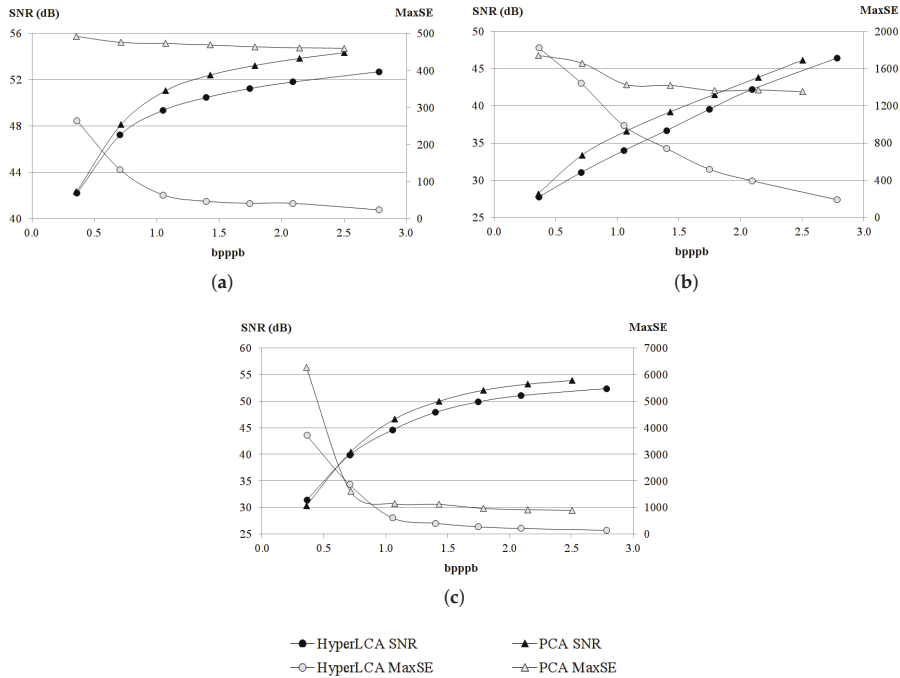 SNR (dB) MaxSE
56 500
52 400
300
48
200
44
100
40 0
0.0 0.5 1.0 1.5 2.0 2.5 3.0
bpppb
(a)
SNR (dB) MaxSE
50 2000
45 1600
40 1200
35 800
30 400
25 0
0.0 0.5 1.0 1.5 2.0 2.5 3.0
bpppb
(b)
SNR (dB) MaxSE
60 7000
55 6000
50 5000
45 4000
40 3000
35 2000
30 1000
25 0
0.0 0.5 1.0 1.5 2.0 2.5 3.0
bpppb
(c)
HyperLCA SNR PCA SNR
HyperLCA MaxSE PCA MaxSE